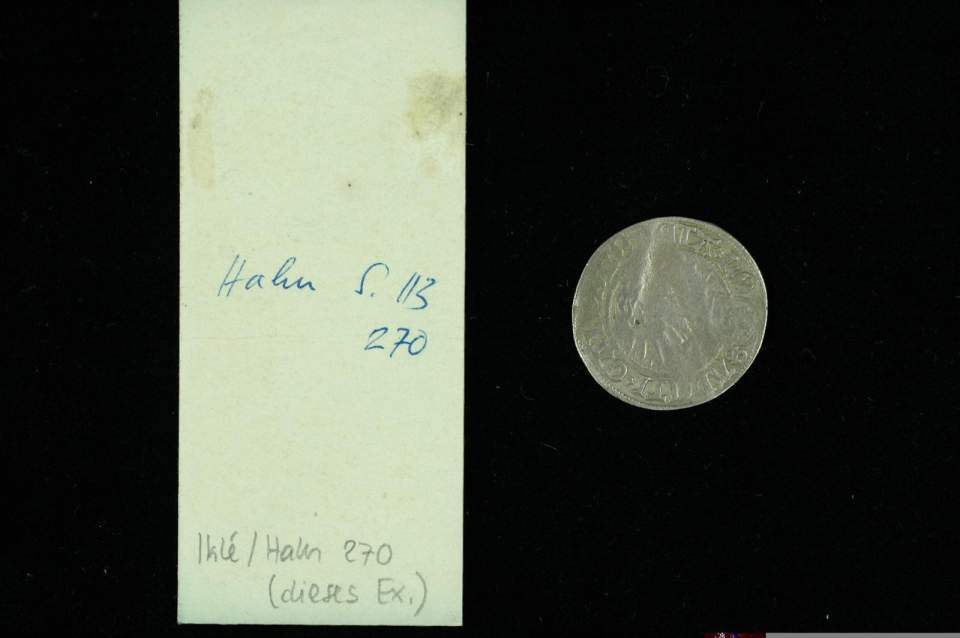 Hahn S. 113
270
Iklé/Hahn 270
(dieses Ex.)